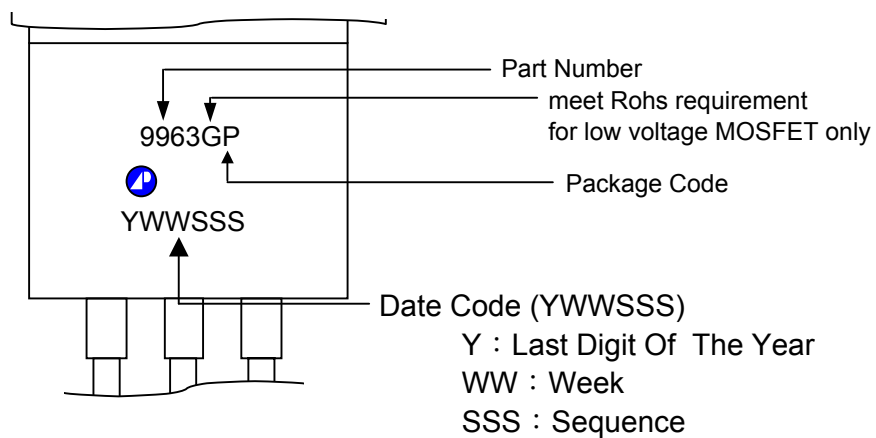 Part Number
meet Rohs requirement
for low voltage MOSFET only
9963GP
Package Code
YWWSSS
Date Code (YWWSSS)
Y：Last Digit Of The Year
WW：Week
SSS：Sequence